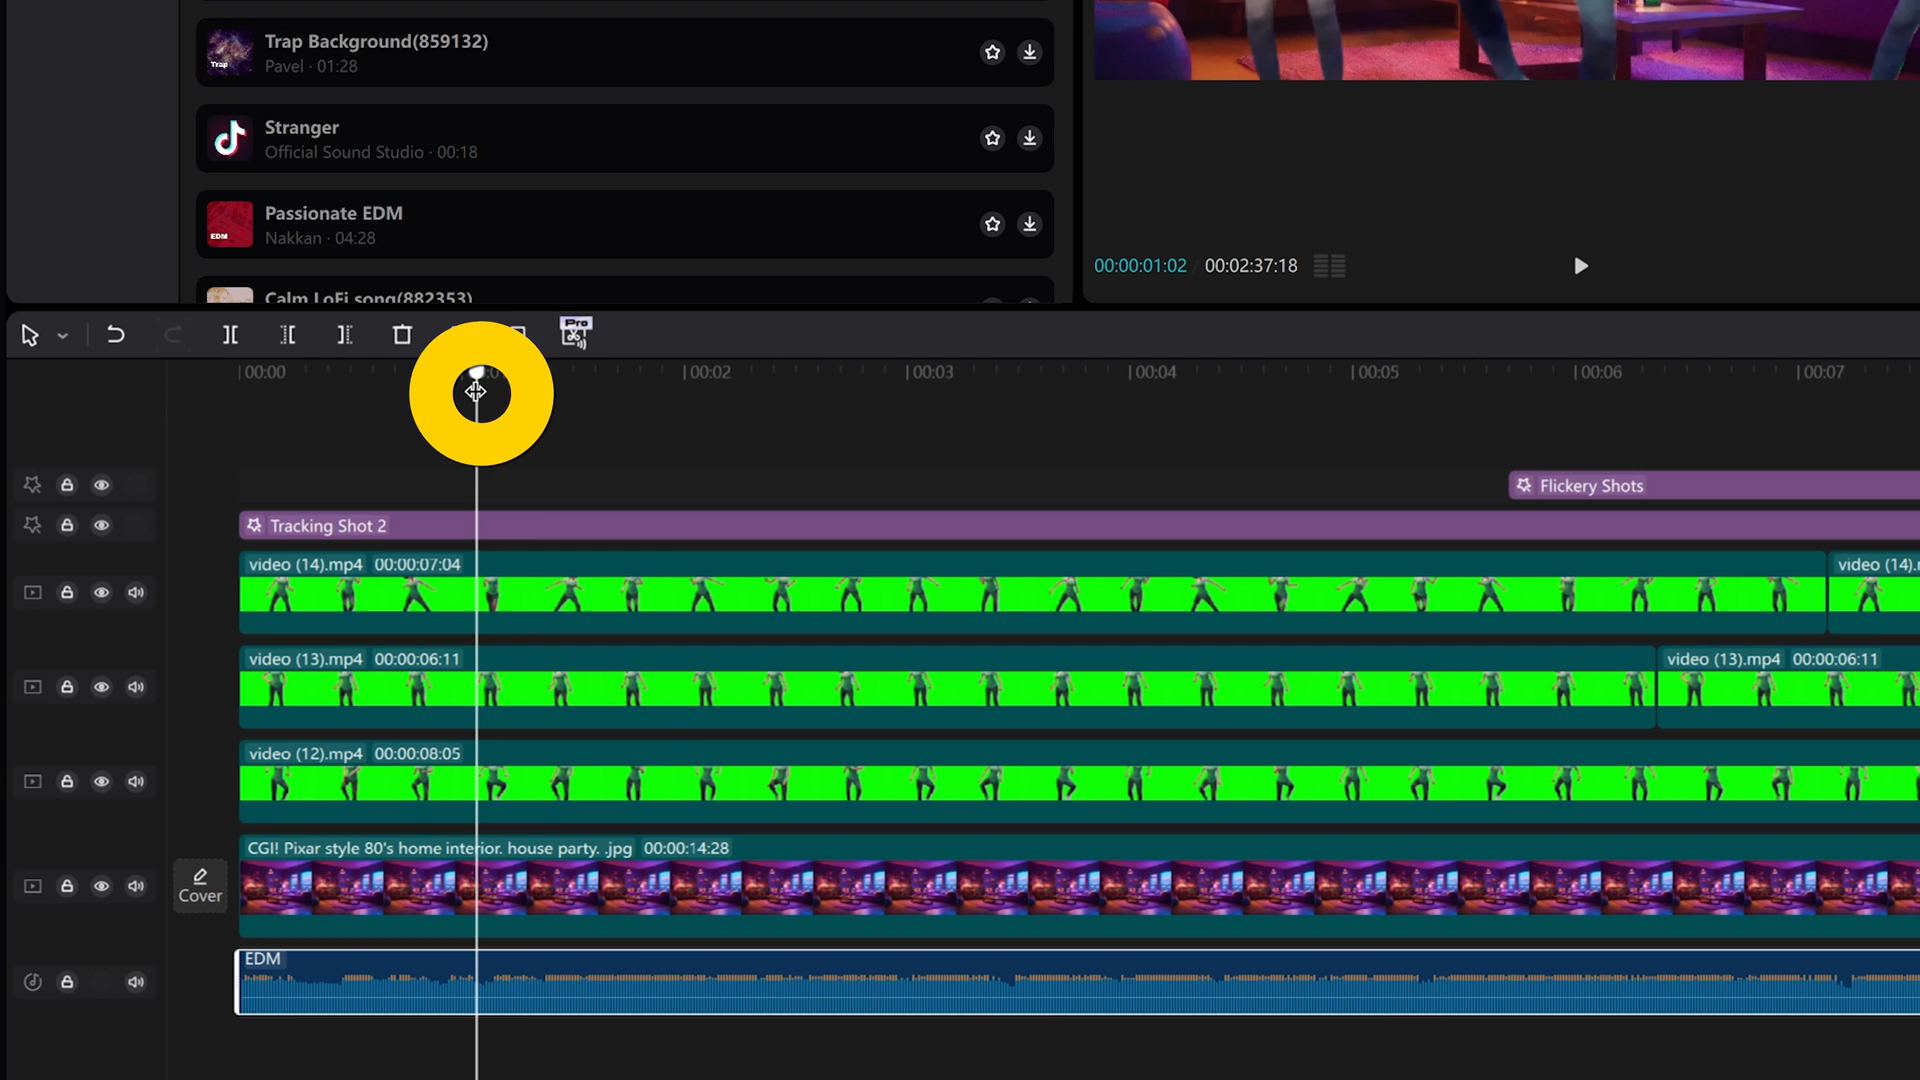 Trap Background(859132)
Pavel · 01:28
Trap
Stranger
Official Sound Studio · 00:18
Passionate EDM
Nakkan · 04:28
EDM
Calm LoFi song(882353)
00:00:01:02 / 00:02:37:18
Pro
00:00
00:02
00:03
00:04
00:05
00:06
00:07
Flickery Shots
Tracking Shot 2
video (14).mp4 00:00:07:04
video (14).
video (13).mp4 00:00:06:11
video (13).mp4 00:00:06:11
video (12).mp4 00:00:08:05
CGI! Pixar style 80's home interior. house party. .jpg 00:00:14:28
Cover
EDM